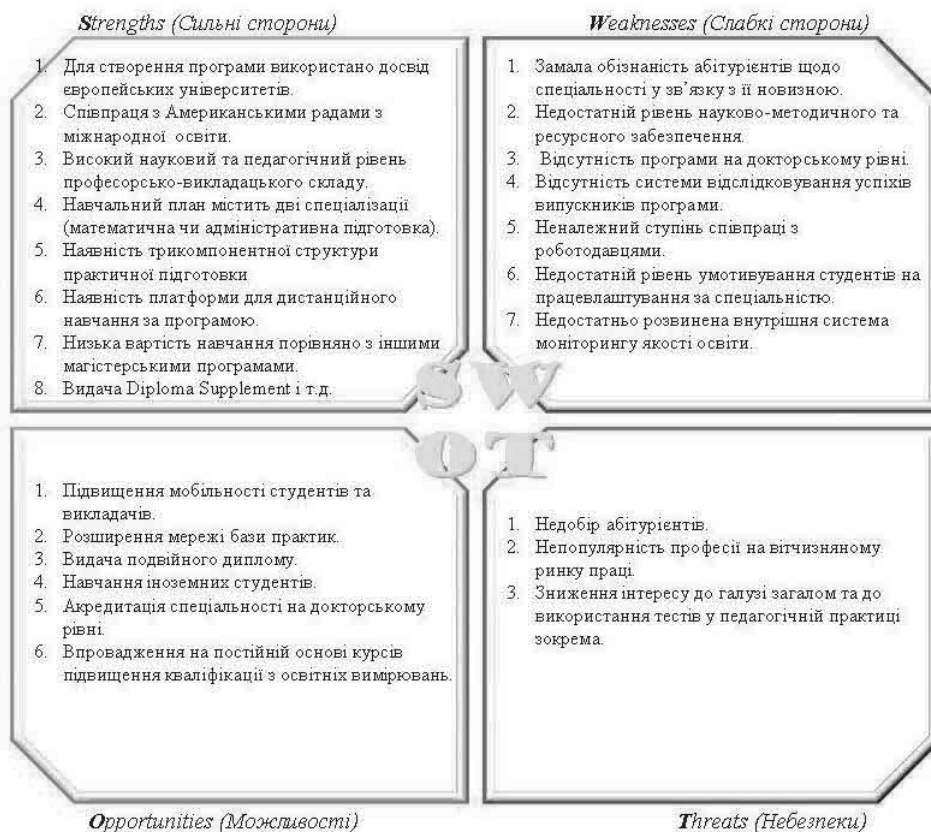 Strengths (Сильні сторони)
1. Для створення програми використано досвід
європейських університетів.
2. Співпраця з Американськими радами з
міжнародної освіти.
3. Високий науковий та педагогічний рівень
професорсько-викладацького складу.
4. Навчальний план містить дві спеціалізації
(математична чи адміністративна підготовка).
5. Наявність трикомпонентної структури
практичної підготовки
6. Наявність платформи для дистанційного
навчання за програмою.
7. Низька вартість навчання порівняно з іншими
магістерськими програмами.
8. Видача Diploma Supplement і т.д.
Weaknesses (Слабкі сторони)
1. Замала обізнаність абітурієнтів щодо
спеціальності у зв’язку з її новизною.
2. Недостатній рівень науково-методичного та
ресурсного забезпечення.
3. Відсутність програми на докторському рівні.
4. Відсутність системи відслідковування успіхів
випускників програми.
5. Неналежний ступінь співпраці з
роботодавцями.
6. Недостатній рівень умотивування студентів на
працевлаштування за спеціальністю.
7. Недостатньо розвинена внутрішня система
моніторингу якості освіти.
S W
O T
1. Підвищення мобільності студентів та
викладачів.
2. Розширення мережі бази практик.
3. Видача подвійного диплому.
4. Навчання іноземних студентів.
5. Акредитація спеціальності на докторському
рівні.
6. Впровадження на постійній основі курсів
підвищення кваліфікації з освітніх вимірювань.
Opportunities (Можливості)
1. Недобір абітурієнтів.
2. Непопулярність професії на вітчизняному
ринку праці.
3. Зниження інтересу до галузі загалом та до
використання тестів у педагогічній практиці
зокрема.
Threats (Небезпеки)